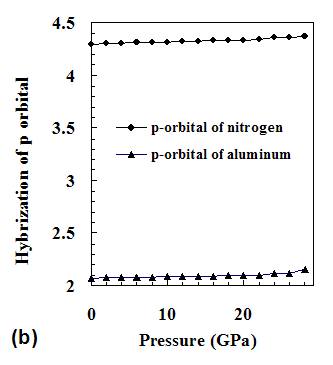 4.5
4
3.5
3
2.5
2
Hybrization of p orbital
p-orbital of nitrogen
p-orbital of aluminum
0
10
20
(b)
Pressure (GPa)